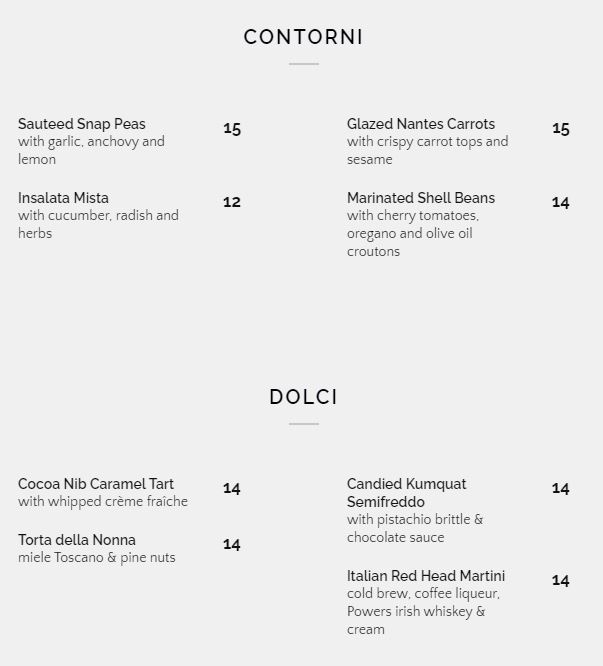 CONTORNI
Sauteed Snap Peas 15
with garlic, anchovy and
lemon
Insalata Mista 12
with cucumber, radish and
herbs
Glazed Nantes Carrots 15
with crispy carrot tops and
sesame
Marinated Shell Beans 14
with cherry tomatoes,
oregano and olive oil
croutons
DOLCI
Cocoa Nib Caramel Tart 14
with whipped crème fraîche
Torta della Nonna 14
miele Toscano & pine nuts
Candied Kumquat 14
Semifreddo
with pistachio brittle &
chocolate sauce
Italian Red Head Martini 14
cold brew, coffee liqueur,
Powers irish whiskey &
cream